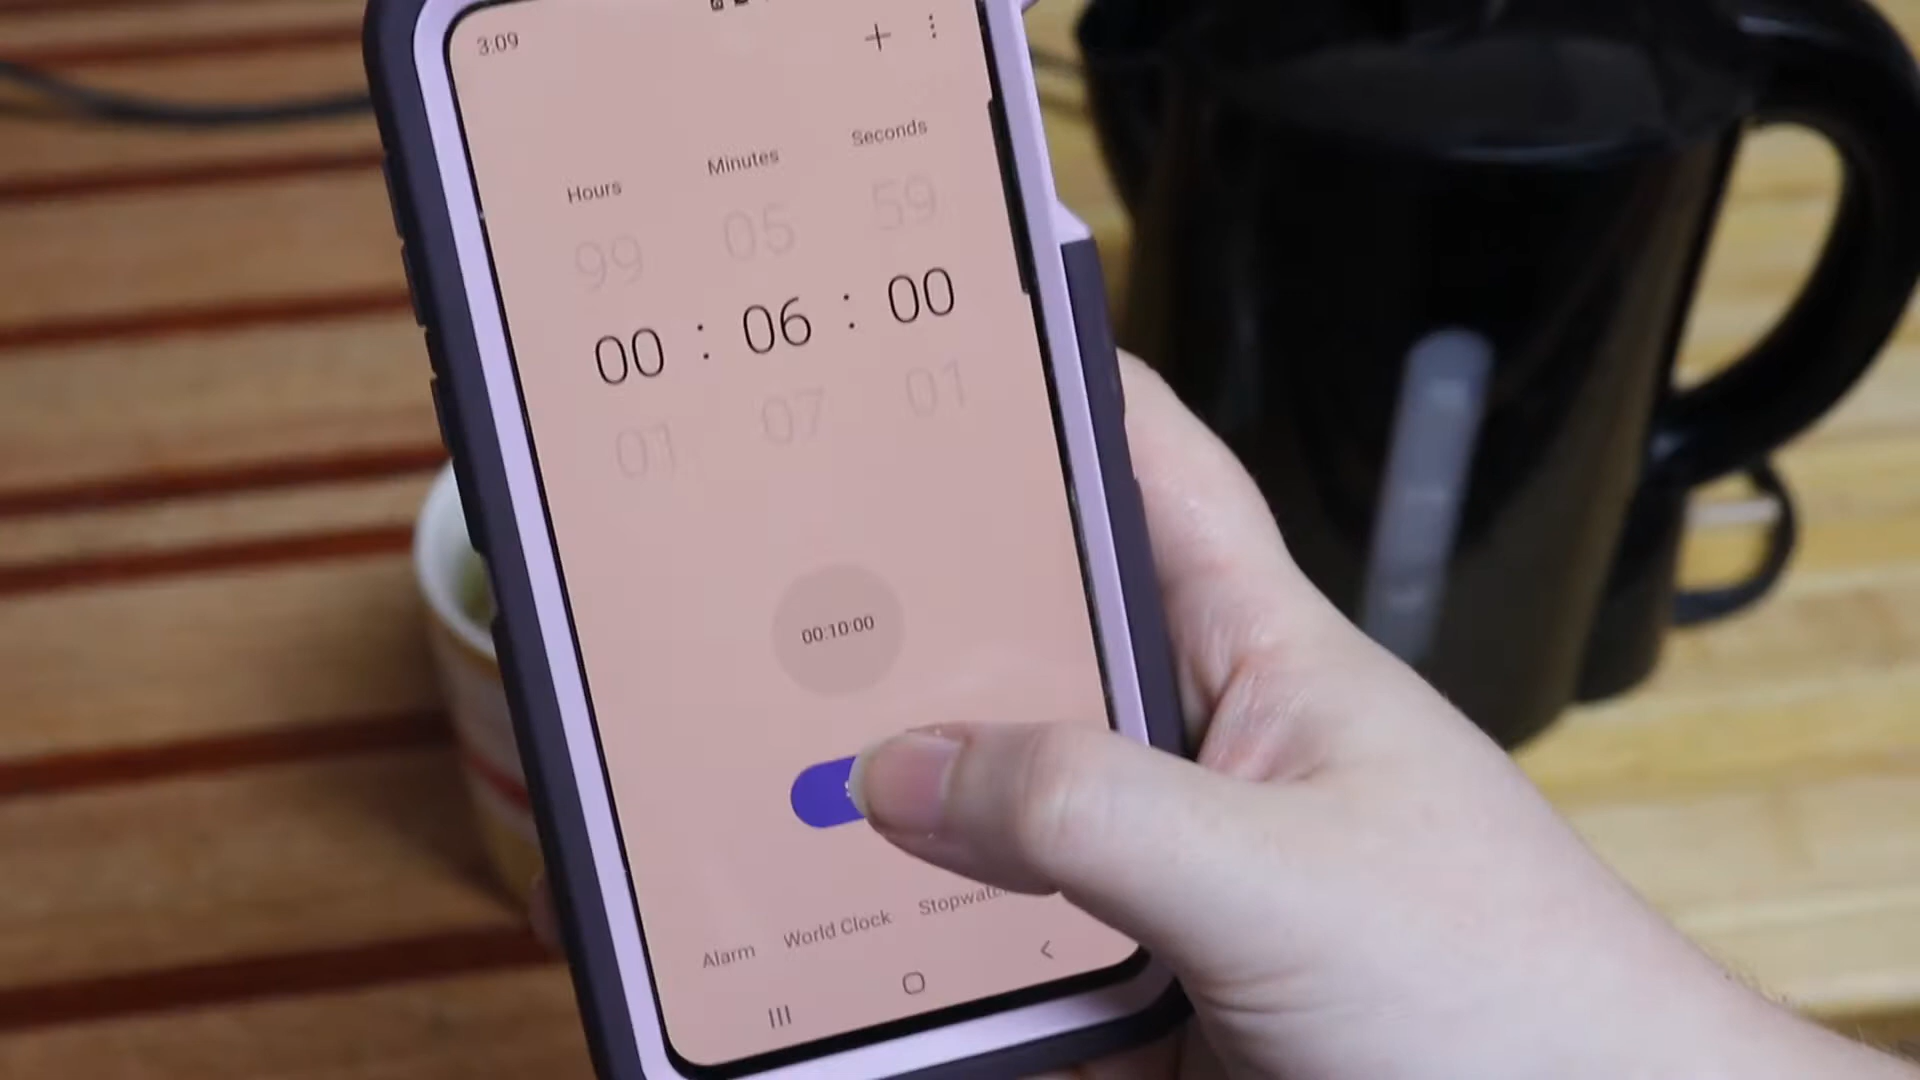 3:09
Hours Minutes Seconds
99 05 59
00 : 06 : 00
01 07 01
00:10:00
Alarm World Clock